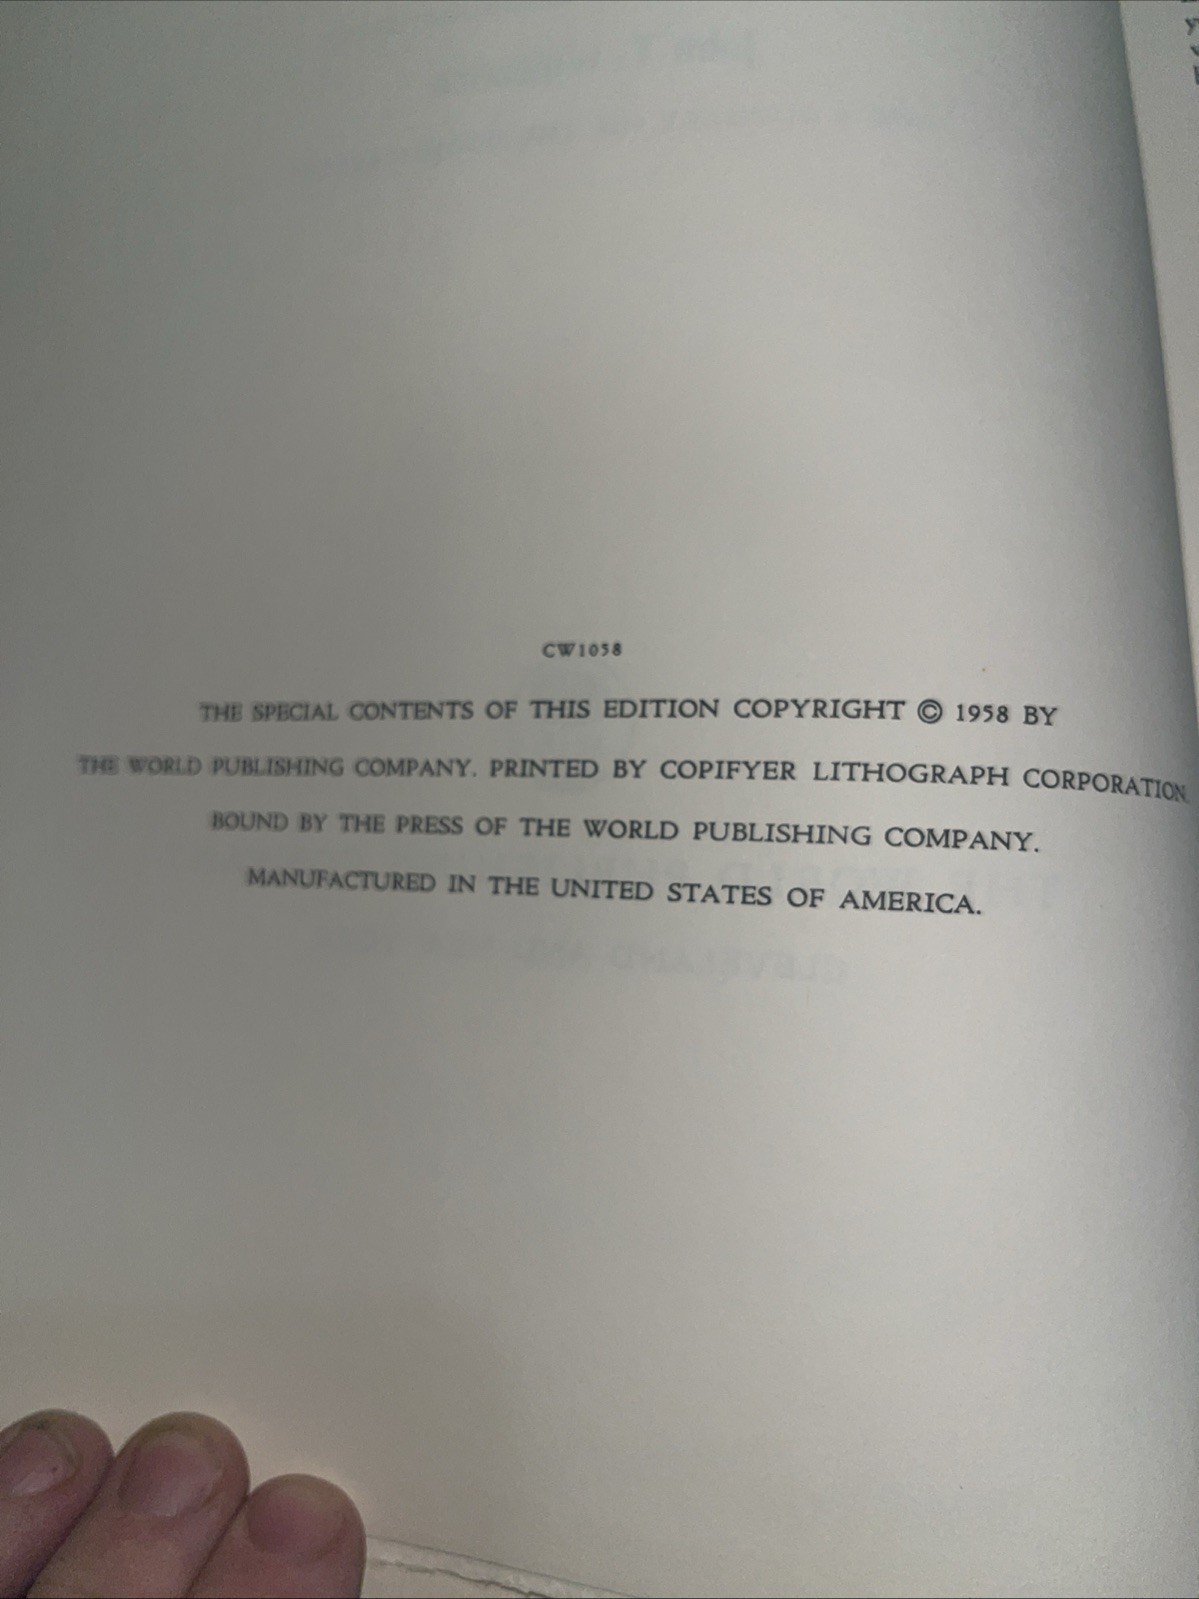 CW1058
THE SPECIAL CONTENTS OF THIS EDITION COPYRIGHT © 1958 BY
THE WORLD PUBLISHING COMPANY. PRINTED BY COPIFYER LITHOGRAPH CORPORATION.
BOUND BY THE PRESS OF THE WORLD PUBLISHING COMPANY.
MANUFACTURED IN THE UNITED STATES OF AMERICA.